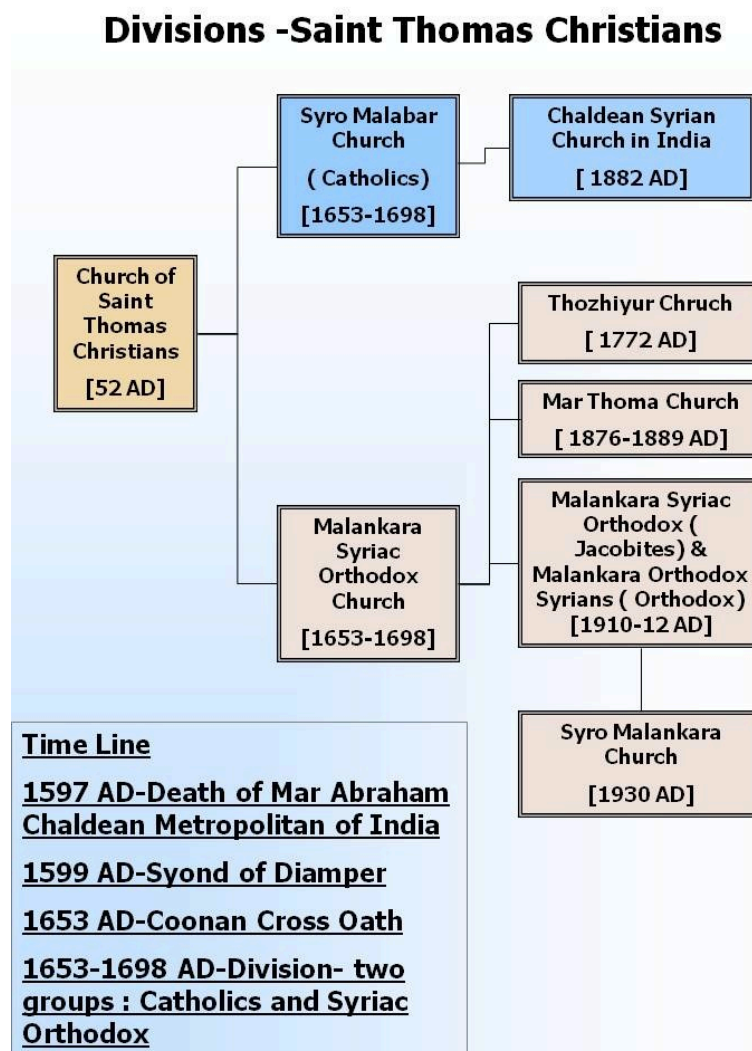 Divisions -Saint Thomas Christians
Syro Malabar
Church
( Catholics)
[1653-1698]
Chaldean Syrian
Church in India
[ 1882 AD]
Church of
Saint
Thomas
Christians
[52 AD]
Thozhiyur Chruch
[ 1772 AD]
Mar Thoma Church
[ 1876-1889 AD]
Malankara Syriac
Orthodox
Church
[1653-1698]
Malankara Syriac
Orthodox (
Jacobites) &
Malankara Orthodox
Syrians ( Orthodox)
[1910-12 AD]
Syro Malankara
Church
[1930 AD]
Time Line
1597 AD-Death of Mar Abraham
Chaldean Metropolitan of India
1599 AD-Syond of Diamper
1653 AD-Coonan Cross Oath
1653-1698 AD-Division- two
groups : Catholics and Syriac
Orthodox